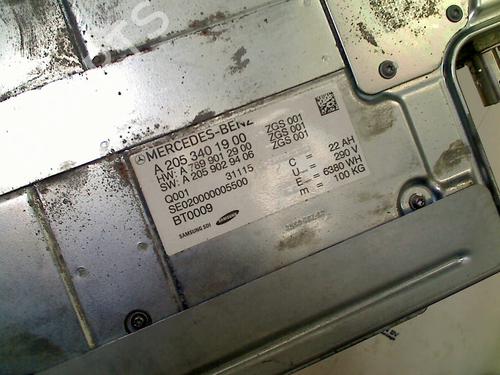 MERCEDES-BENZ
A 205 340 19 00 ZGS 001
HW: A 789 901 29 00 ZGS 001
SW: A 205 902 94 06 ZGS 001
Q001 31115
SE020000005500
BT0009
C = 22 AH
U = 290 V
E = 6380 WH
m = 100 KG
SAMSUNG SDI SAMSUNG